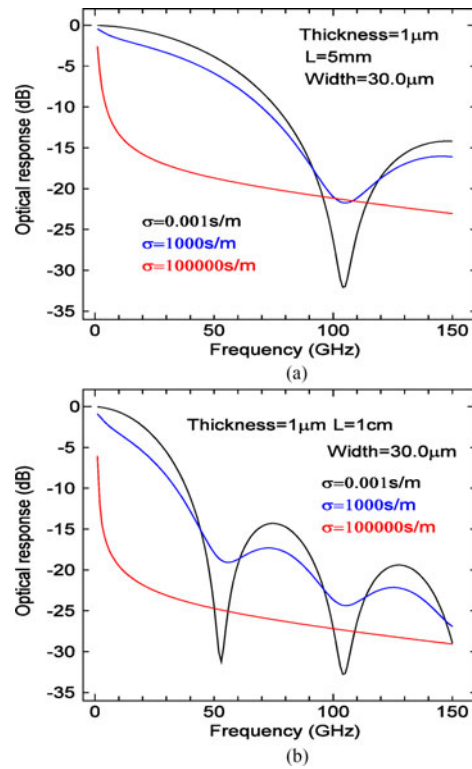 0
-5
-10
-15
-20
-25
-30
-35
Optical response (dB)
Thickness=1μm
L=5mm
Width=30.0μm
σ=0.001s/m
σ=1000s/m
σ=100000s/m
0 50 100 150
Frequency (GHz)
(a)
0
-5
-10
-15
-20
-25
-30
-35
Optical response (dB)
Thickness=1μm L=1cm
Width=30.0μm
σ=0.001s/m
σ=1000s/m
σ=100000s/m
0 50 100 150
Frequency (GHz)
(b)